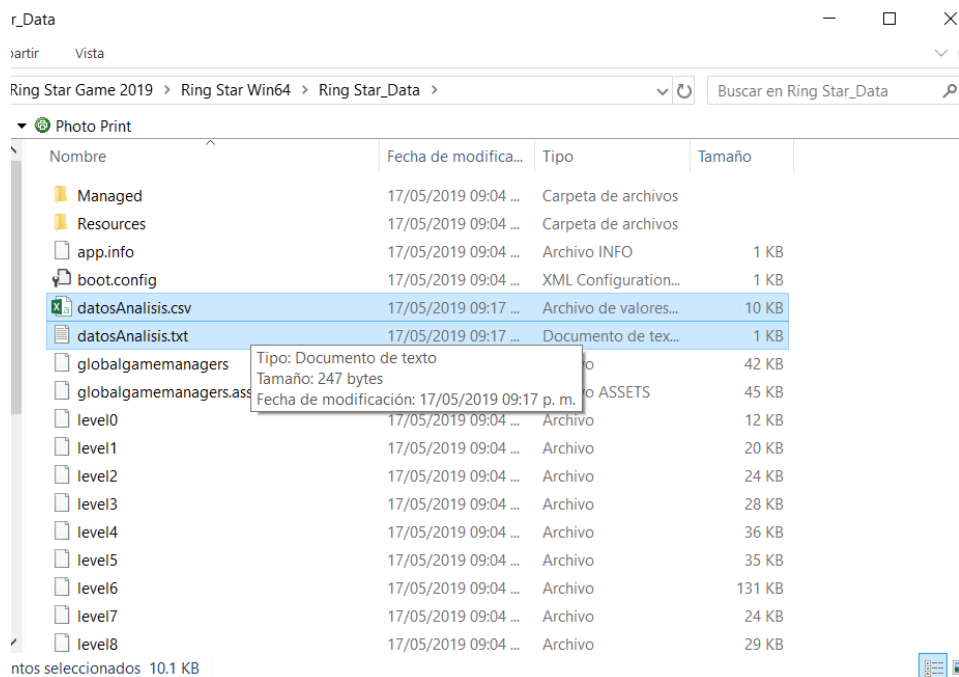 r_Data
partir Vista
Ring Star Game 2019 > Ring Star Win64 > Ring Star_Data > Buscar en Ring Star_Data
Photo Print
Nombre Fecha de modifica... Tipo Tamaño
Managed 17/05/2019 09:04 ... Carpeta de archivos
Resources 17/05/2019 09:04 ... Carpeta de archivos
app.info 17/05/2019 09:04 ... Archivo INFO 1 KB
boot.config 17/05/2019 09:04 ... XML Configuration... 1 KB
datosAnalisis.csv 17/05/2019 09:17 ... Archivo de valores... 10 KB
datosAnalisis.txt 17/05/2019 09:17 ... Documento de tex... 1 KB
Tipo: Documento de texto
Tamaño: 247 bytes
Fecha de modificación: 17/05/2019 09:17 p. m.
globalgamemanagers vo 42 KB
globalgamemanagers.ass o ASSETS 45 KB
level0 17/05/2019 09:04 ... Archivo 12 KB
level1 17/05/2019 09:04 ... Archivo 20 KB
level2 17/05/2019 09:04 ... Archivo 24 KB
level3 17/05/2019 09:04 ... Archivo 28 KB
level4 17/05/2019 09:04 ... Archivo 36 KB
level5 17/05/2019 09:04 ... Archivo 35 KB
level6 17/05/2019 09:04 ... Archivo 131 KB
level7 17/05/2019 09:04 ... Archivo 24 KB
level8 17/05/2019 09:04 ... Archivo 29 KB
ntos seleccionados 10.1 KB